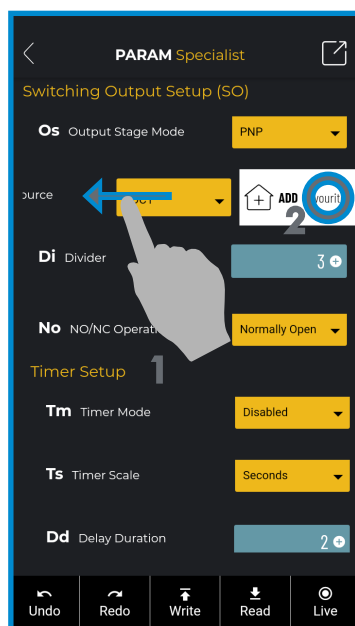 PARAM Specialist
Switching Output Setup (SO)
Os Output Stage Mode PNP
ource ADD
2
Di Divider 3
No NO/NC Operati Normally Open
1
Timer Setup
Tm Timer Mode Disabled
Ts Timer Scale Seconds
Dd Delay Duration 2
Undo Redo Write Read Live